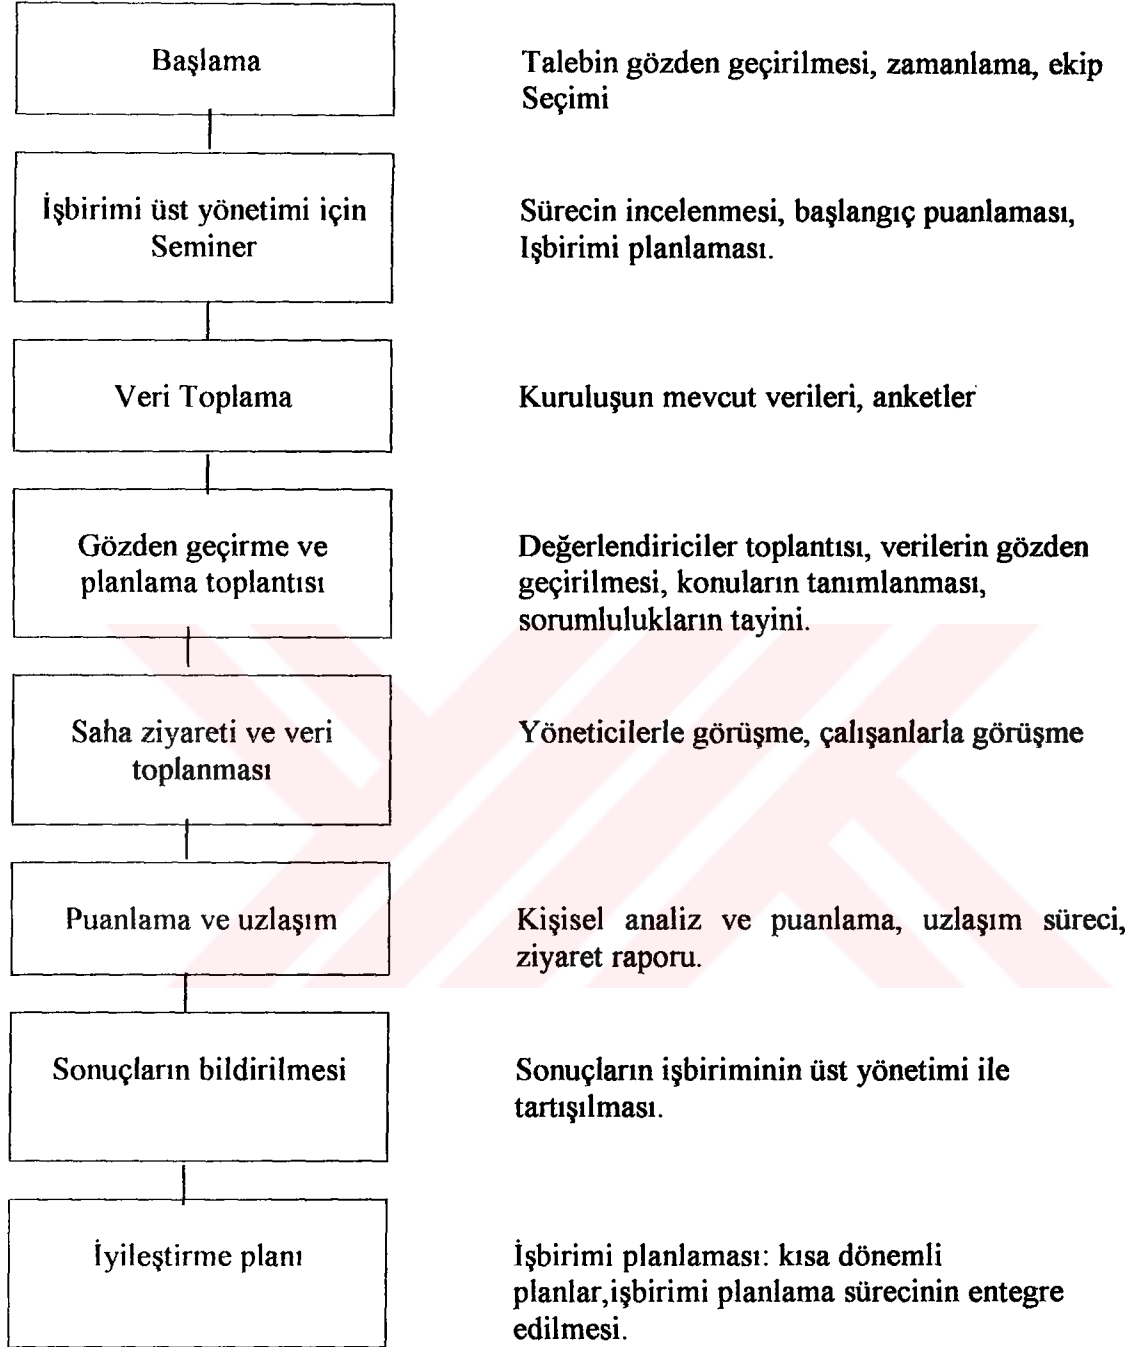 Başlama
Talebin gözden geçirilmesi, zamanlama, ekip
Seçimi
İşbirimi üst yönetimi için
Seminer
Sürecin incelenmesi, başlangıç puanlaması,
Işbirimi planlaması.
Veri Toplama
Kuruluşun mevcut verileri, anketler
Gözden geçirme ve
planlama toplantısı
Değerlendiriciler toplantısı, verilerin gözden
geçirilmesi, konuların tanımlanması,
sorumlulukların tayini.
Saha ziyareti ve veri
toplanması
Yöneticilerle görüşme, çalışanlarla görüşme
Puanlama ve uzlaşım
Kişisel analiz ve puanlama, uzlaşım süreci,
ziyaret raporu.
Sonuçların bildirilmesi
Sonuçların işbiriminin üst yönetimi ile
tartışılması.
İyileştirme planı
İşbirimi planlaması: kısa dönemli
planlar,işbirimi planlama sürecinin entegre
edilmesi.